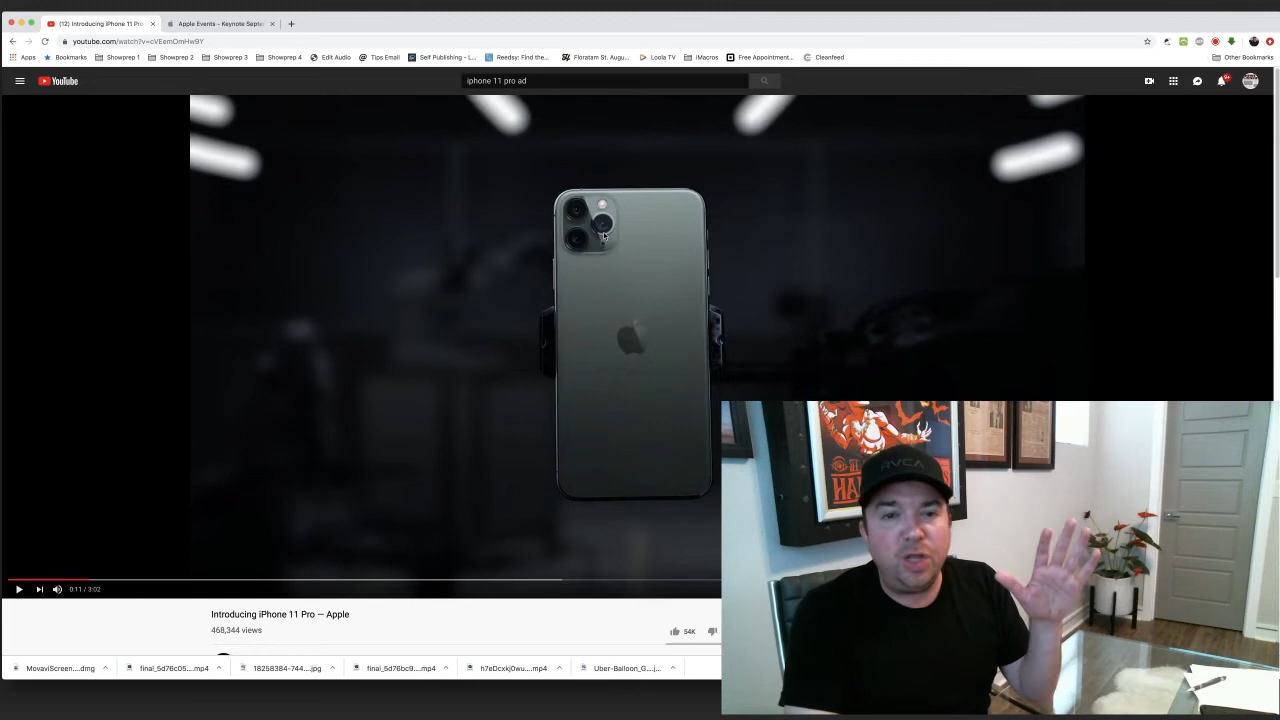 (12) Introducing iPhone 11 Pro
Apple Events - Keynote Septe
youtube.com/watch?v=cVEemOmHw9Y
Apps Bookmarks Showprep 1 Showprep 2 Showprep 3 Showprep 4 Edit Audio Tips Email Self Publishing - L... Reedsy: Find the... Floratam St. Augu... Loola TV iMacros Free Appointment... Cleanfeed Other Bookmarks
YouTube
iphone 11 pro ad
9+
RVCA
HA
0:11 / 3:02
Introducing iPhone 11 Pro — Apple
468,344 views
54K
MovaviScreen....dmg final_5d76c05....mp4 18258384-744....jpg final_5d76bc9....mp4 h7eDcxkj0wu....mp4 Uber-Balloon_G....j...